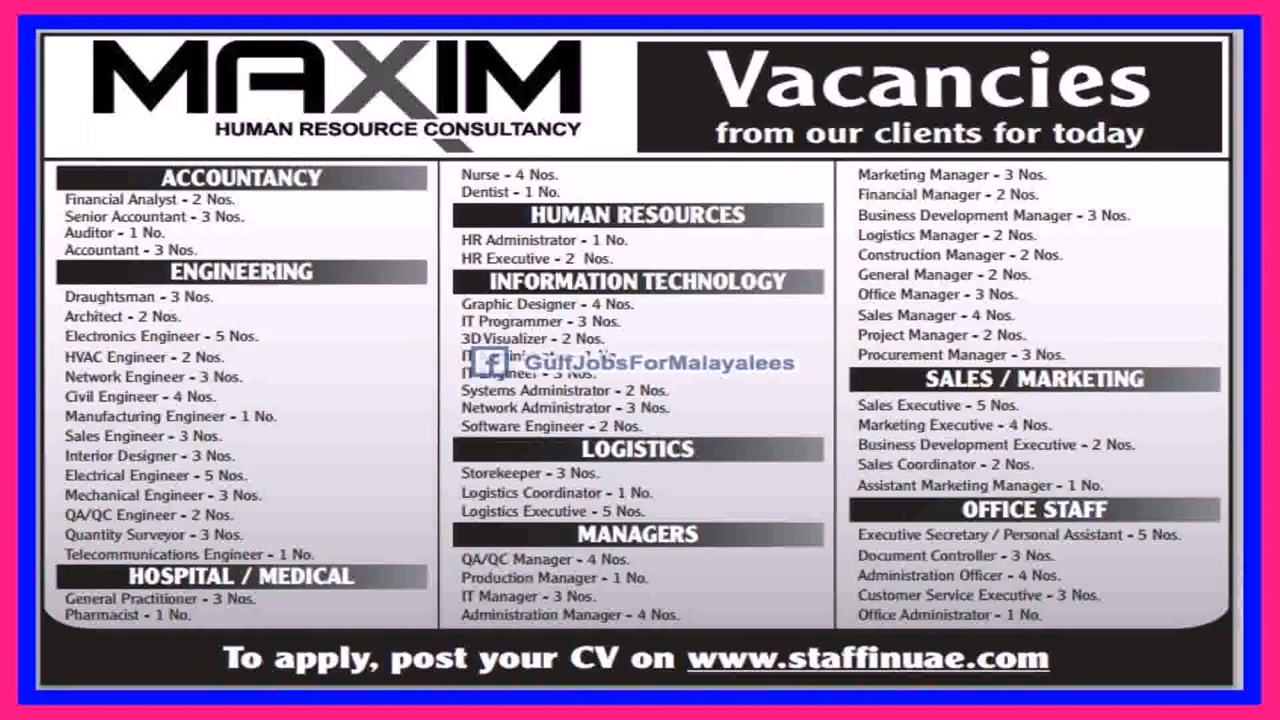 MAXIM
HUMAN RESOURCE CONSULTANCY
Vacancies
from our clients for today
ACCOUNTANCY
Financial Analyst - 2 Nos.
Senior Accountant - 3 Nos.
Auditor - 1 No.
Accountant - 3 Nos.
ENGINEERING
Draughtsman - 3 Nos.
Architect - 2 Nos.
Electronics Engineer - 5 Nos.
HVAC Engineer - 2 Nos.
Network Engineer - 3 Nos.
Civil Engineer - 4 Nos.
Manufacturing Engineer - 1 No.
Sales Engineer - 3 Nos.
Interior Designer - 3 Nos.
Electrical Engineer - 5 Nos.
Mechanical Engineer - 3 Nos.
QA/QC Engineer - 2 Nos.
Quantity Surveyor - 3 Nos.
Telecommunications Engineer - 1 No.
HOSPITAL / MEDICAL
General Practitioner - 3 Nos.
Pharmacist - 1 No.
Nurse - 4 Nos.
Dentist - 1 No.
HUMAN RESOURCES
HR Administrator - 1 No.
HR Executive - 2 Nos.
INFORMATION TECHNOLOGY
Graphic Designer - 4 Nos.
IT Programmer - 3 Nos.
3D Visualizer - 2 Nos.
f GulfJobsForMalayalees
IT Engineer - 3 Nos.
Systems Administrator - 2 Nos.
Network Administrator - 3 Nos.
Software Engineer - 2 Nos.
LOGISTICS
Storekeeper - 3 Nos.
Logistics Coordinator - 1 No.
Logistics Executive - 5 Nos.
MANAGERS
QA/QC Manager - 4 Nos.
Production Manager - 1 No.
IT Manager - 3 Nos.
Administration Manager - 4 Nos.
Marketing Manager - 3 Nos.
Financial Manager - 2 Nos.
Business Development Manager - 3 Nos.
Logistics Manager - 2 Nos.
Construction Manager - 2 Nos.
General Manager - 2 Nos.
Office Manager - 3 Nos.
Sales Manager - 4 Nos.
Project Manager - 2 Nos.
Procurement Manager - 3 Nos.
SALES / MARKETING
Sales Executive - 5 Nos.
Marketing Executive - 4 Nos.
Business Development Executive - 2 Nos.
Sales Coordinator - 2 Nos.
Assistant Marketing Manager - 1 No.
OFFICE STAFF
Executive Secretary / Personal Assistant - 5 Nos.
Document Controller - 3 Nos.
Administration Officer - 4 Nos.
Customer Service Executive - 3 Nos.
Office Administrator - 1 No.
To apply, post your CV on www.staffinuae.com